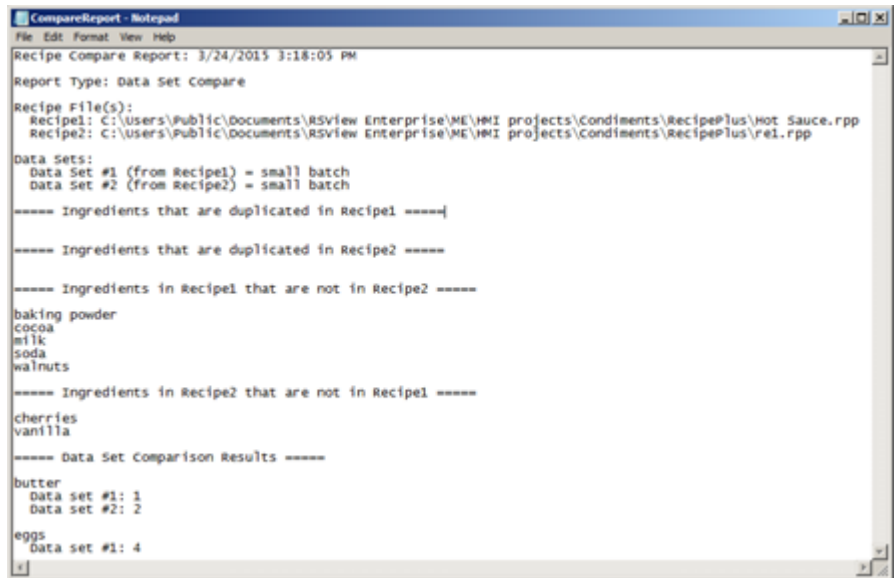 CompareReport - Notepad
File Edit Format View Help
Recipe Compare Report: 3/24/2015 3:18:05 PM
Report Type: Data Set Compare
Recipe File(s):
Recipe1: C:\Users\Public\Documents\RSView Enterprise\ME\HMI projects\Condiments\RecipePlus\Hot Sauce.rpp
Recipe2: C:\Users\Public\Documents\RSView Enterprise\ME\HMI projects\Condiments\RecipePlus\re1.rpp
Data Sets:
Data Set #1 (from Recipe1) = small batch
Data Set #2 (from Recipe2) = small batch
===== Ingredients that are duplicated in Recipe1 =====
===== Ingredients that are duplicated in Recipe2 =====
===== Ingredients in Recipe1 that are not in Recipe2 =====
baking powder
cocoa
milk
soda
walnuts
===== Ingredients in Recipe2 that are not in Recipe1 =====
cherries
vanilla
===== Data Set Comparison Results =====
butter
Data set #1: 1
Data set #2: 2
eggs
Data set #1: 4